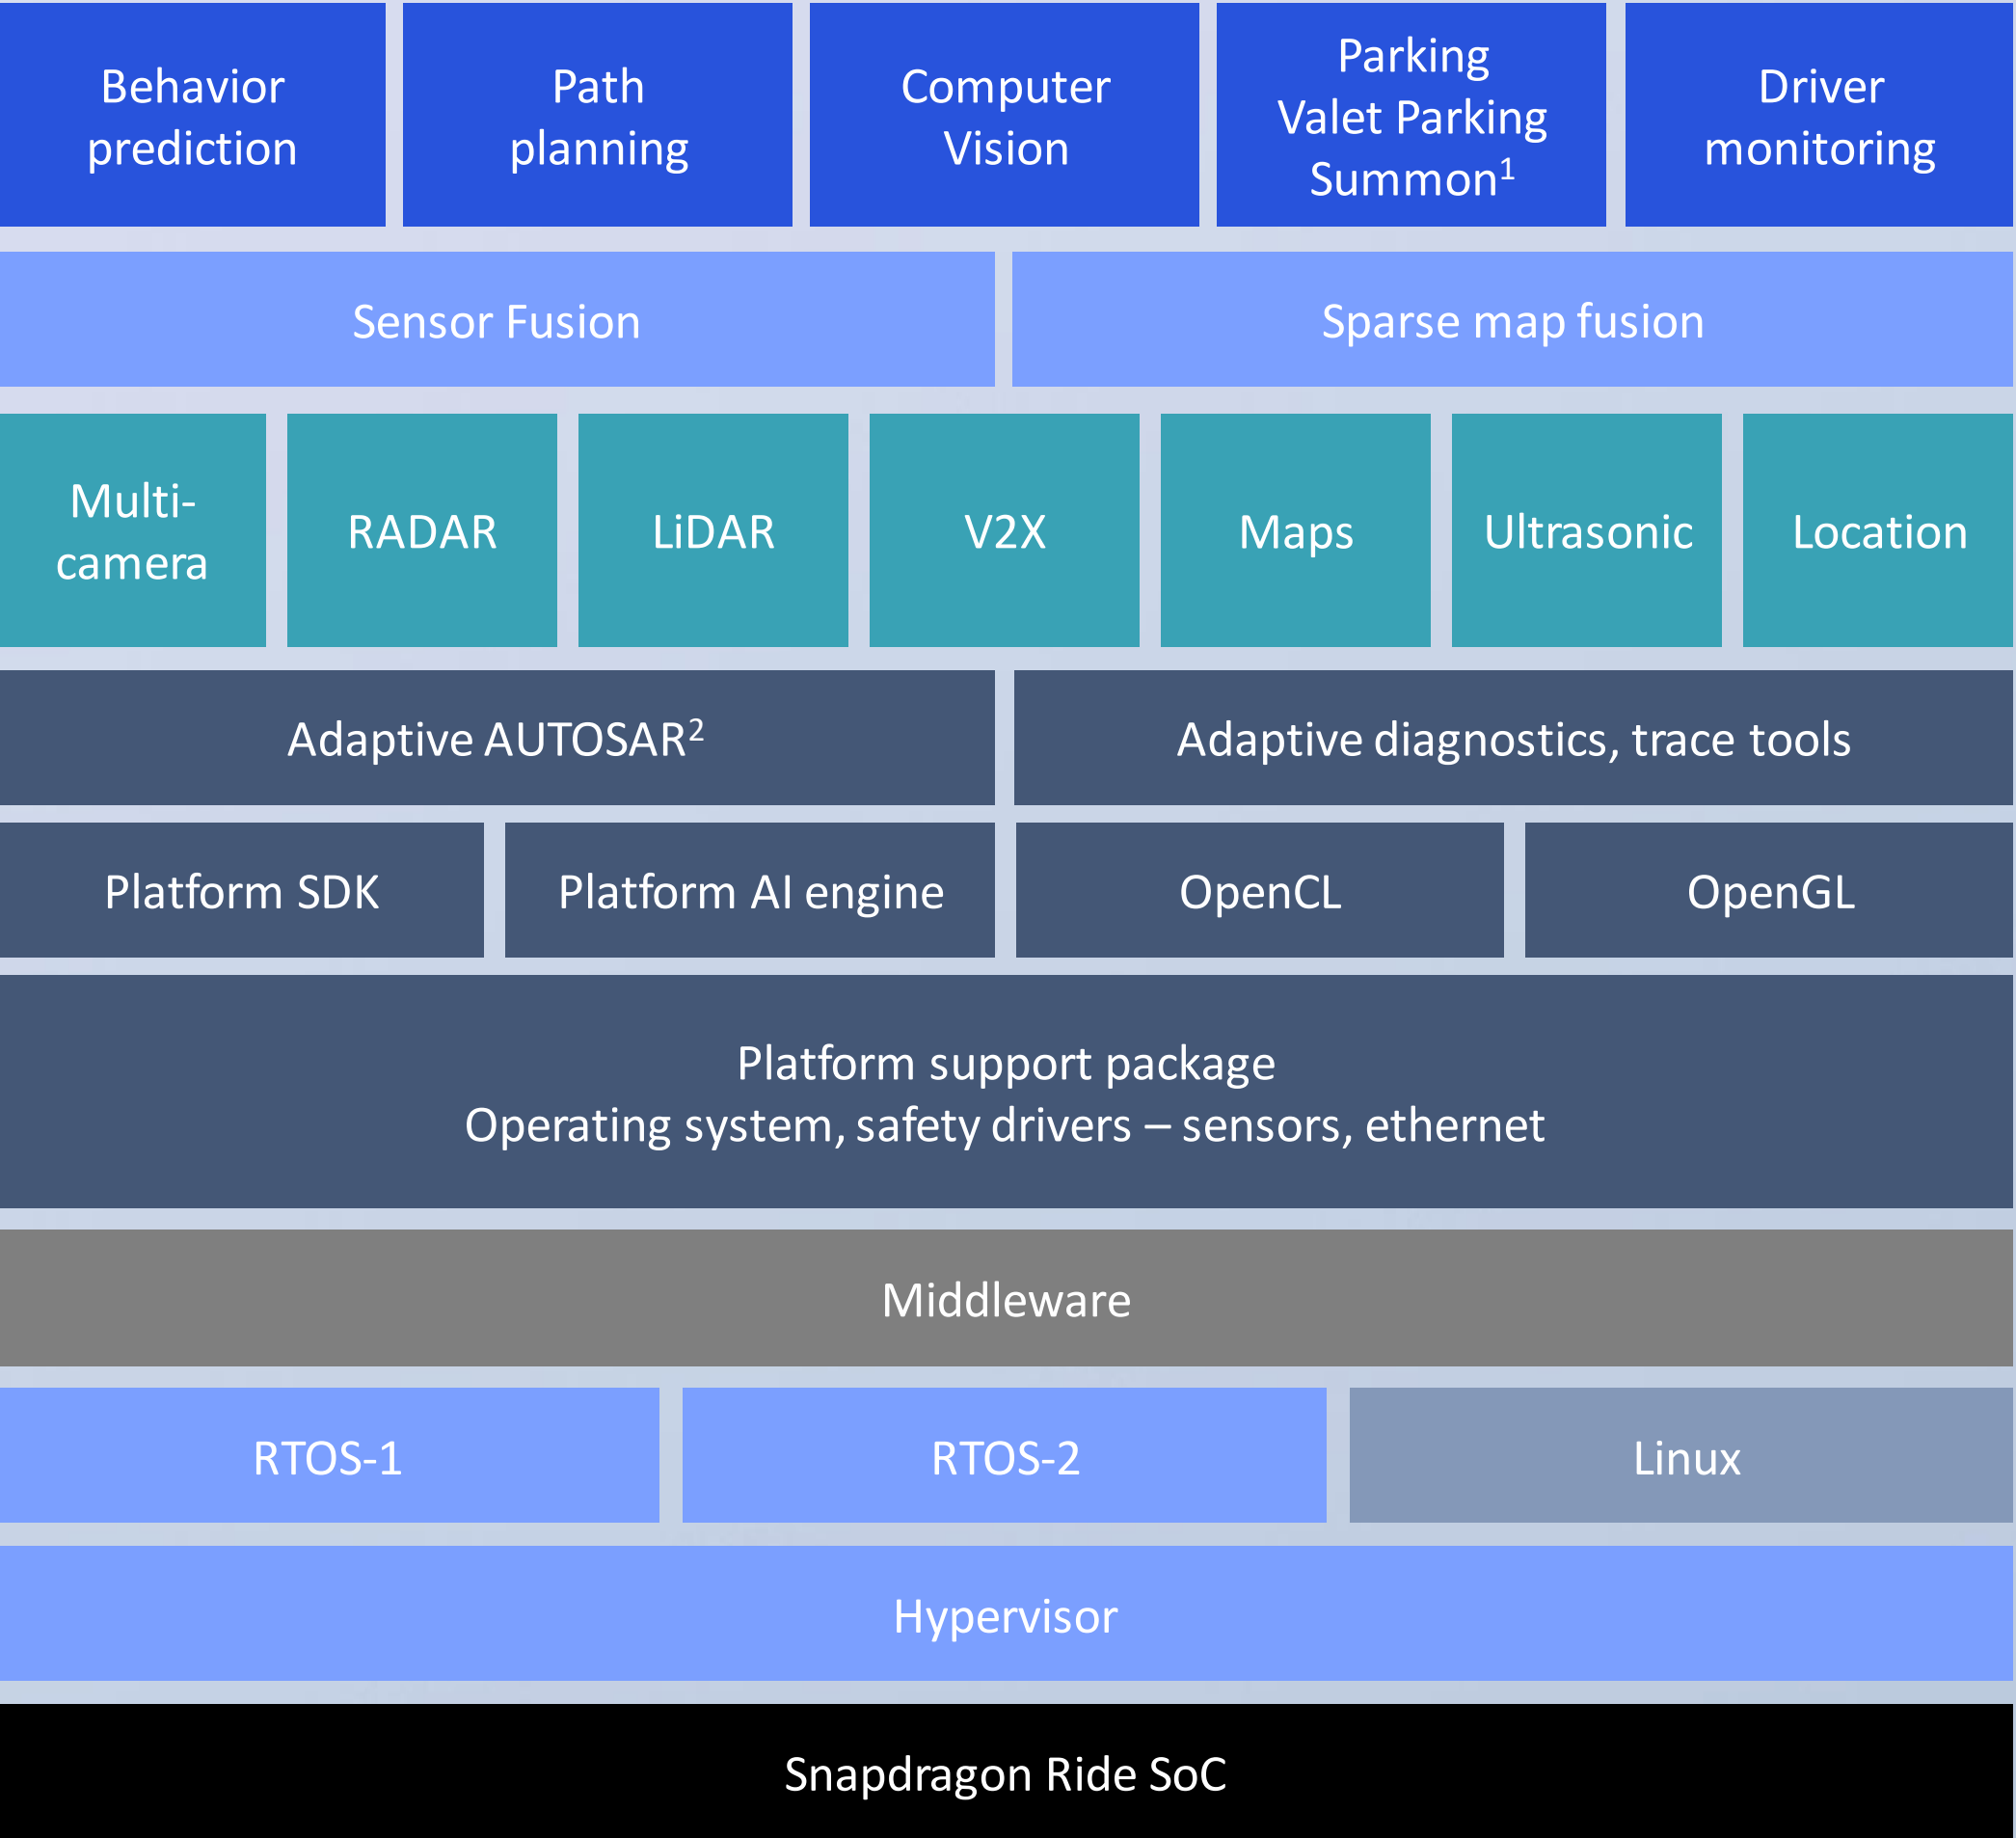 Behavior
prediction
Path
planning
Computer
Vision
Parking
Valet Parking
Summon¹
Driver
monitoring
Sensor Fusion
Sparse map fusion
Multi-
camera
RADAR
LiDAR
V2X
Maps
Ultrasonic
Location
Adaptive AUTOSAR²
Adaptive diagnostics, trace tools
Platform SDK
Platform AI engine
OpenCL
OpenGL
Platform support package
Operating system, safety drivers – sensors, ethernet
Middleware
RTOS-1
RTOS-2
Linux
Hypervisor
Snapdragon Ride SoC